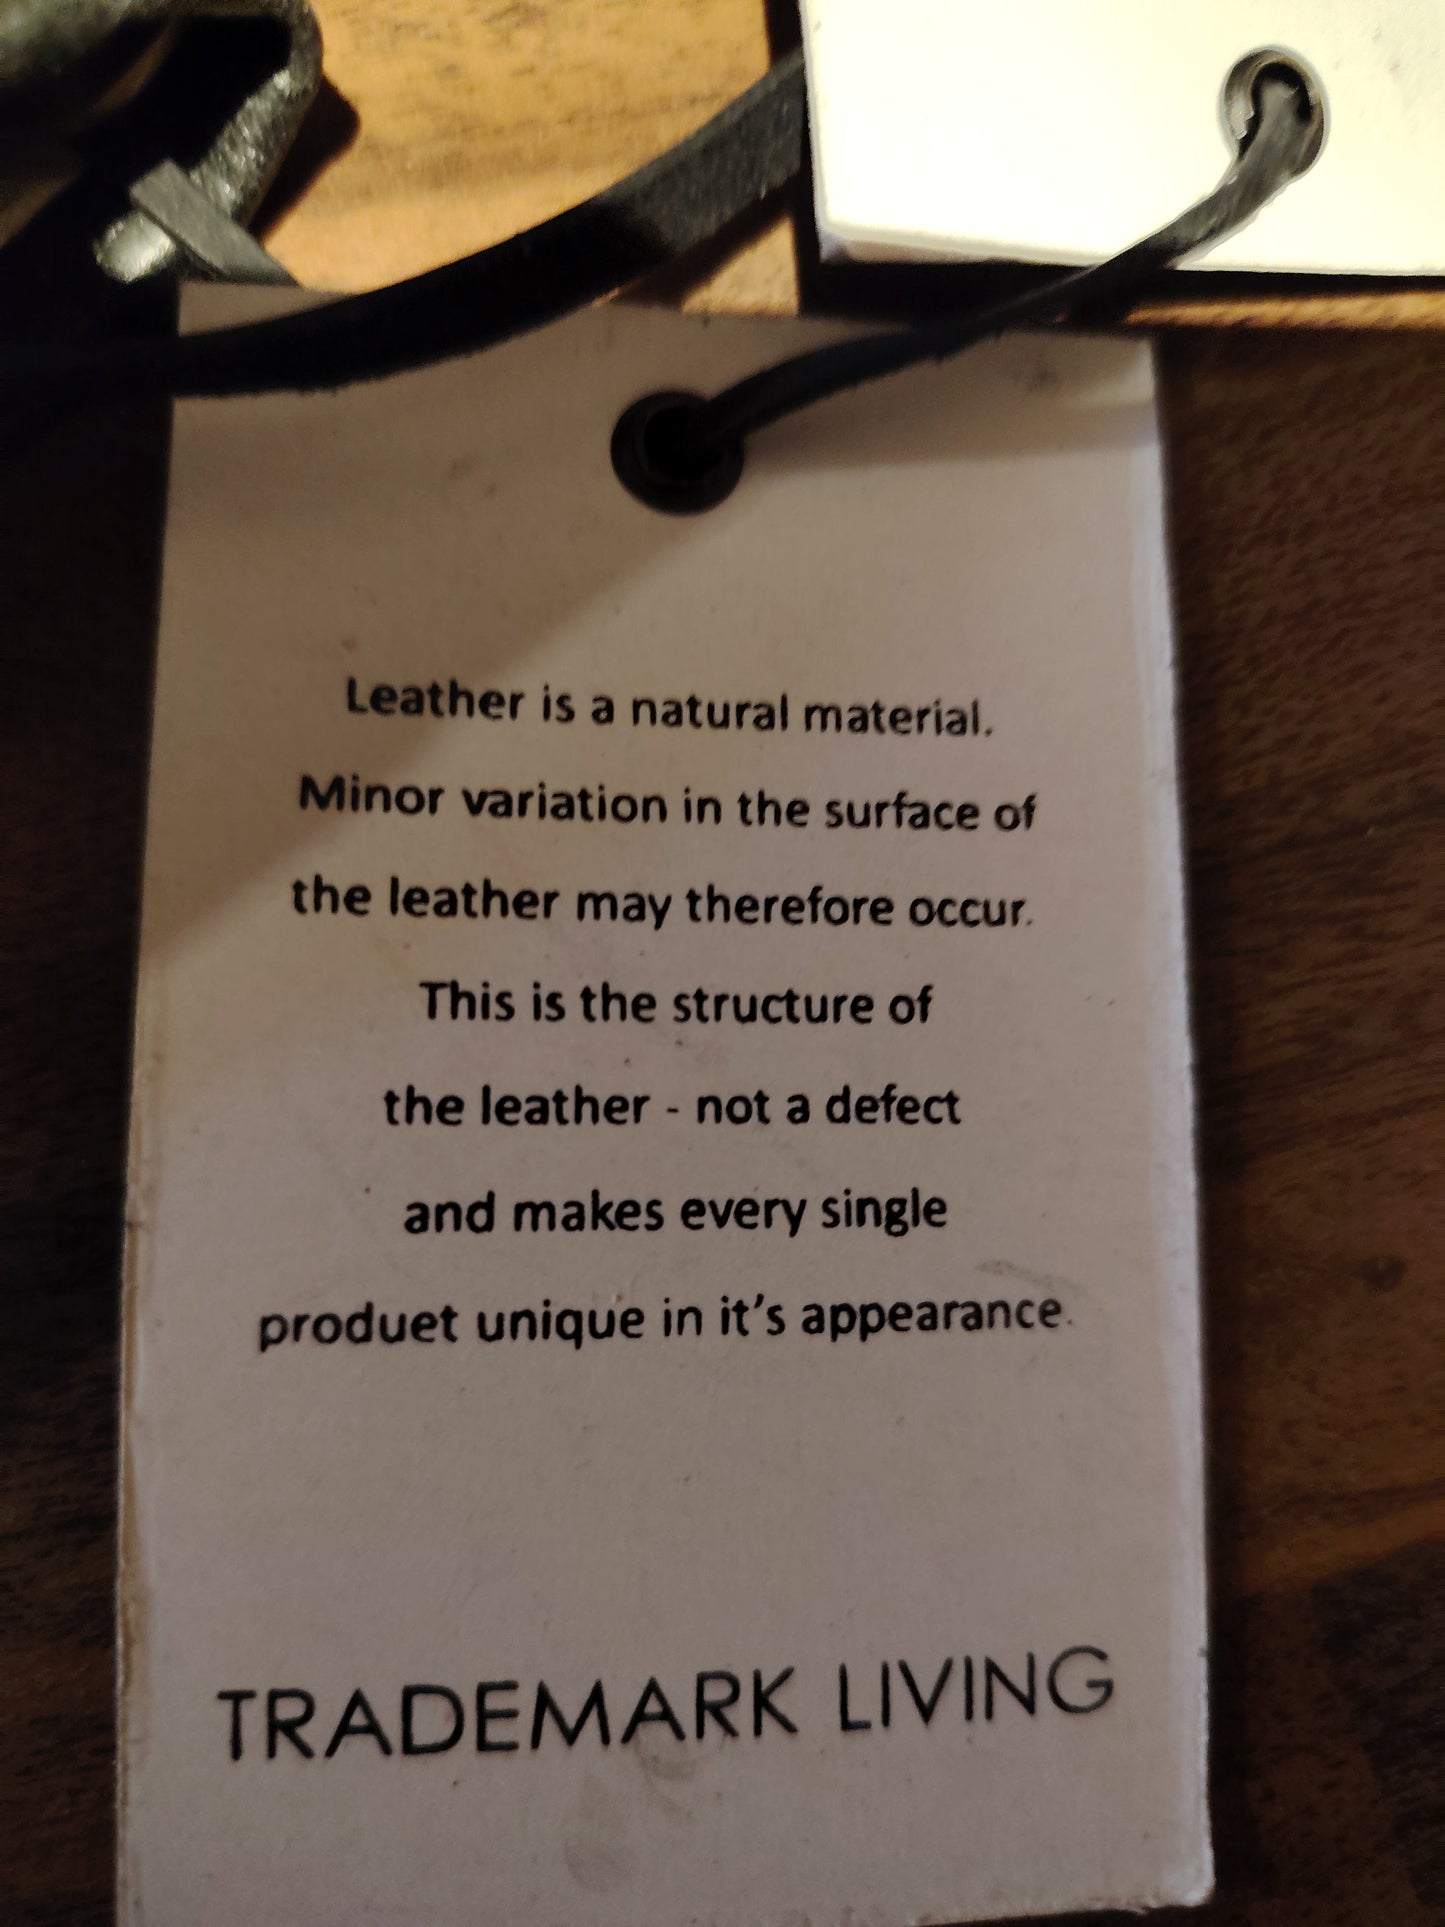 Leather is a natural material.
Minor variation in the surface of
the leather may therefore occur.
This is the structure of
the leather - not a defect
and makes every single
produet unique in it's appearance.
TRADEMARK LIVING